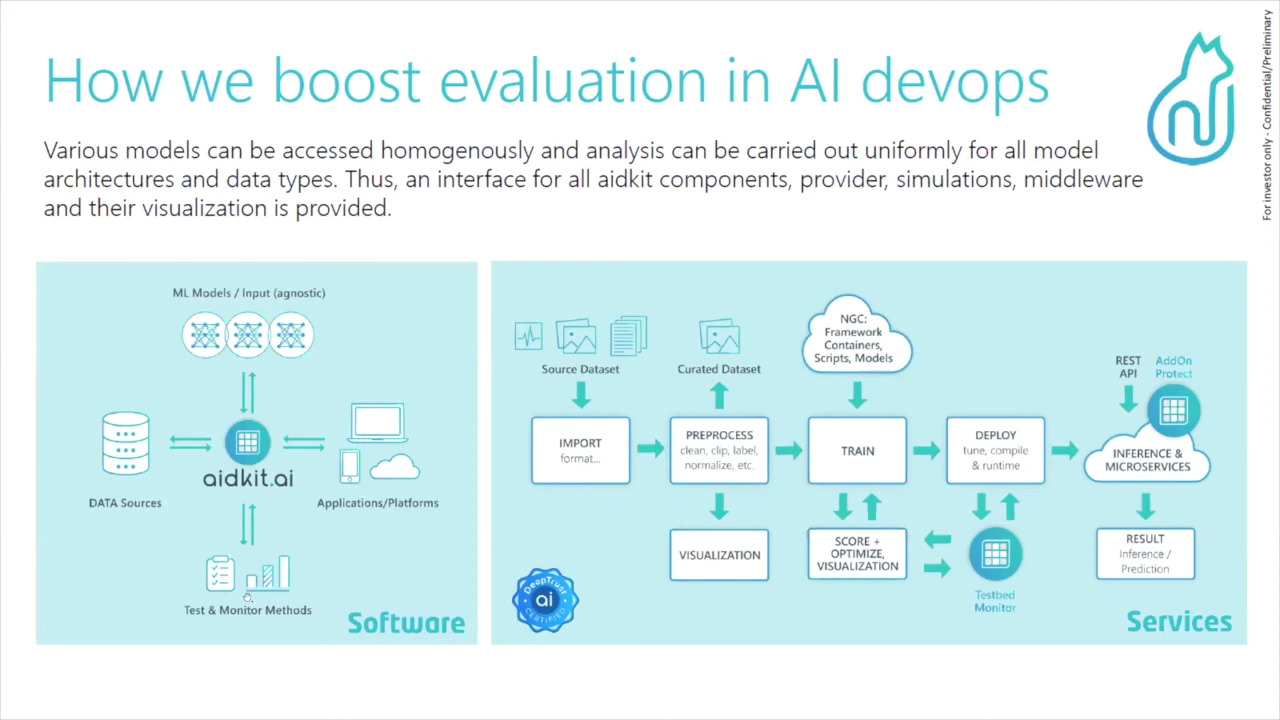 How we boost evaluation in AI devops
For investor only - Confidential/Preliminary
Various models can be accessed homogenously and analysis can be carried out uniformly for all model
architectures and data types. Thus, an interface for all aidkit components, provider, simulations, middleware
and their visualization is provided.
ML Models / Input (agnostic)
aidkit.ai
DATA Sources
Applications/Platforms
Test & Monitor Methods
Software
Source Dataset
Curated Dataset
NGC:
Framework
Containers,
Scripts, Models
REST
API
AddOn
Protect
IMPORT
format...
PREPROCESS
clean, clip, label,
normalize, etc.
TRAIN
DEPLOY
tune, compile
& runtime
INFERENCE &
MICROSERVICES
VISUALIZATION
SCORE +
OPTIMIZE,
VISUALIZATION
Testbed
Monitor
RESULT
Inference /
Prediction
DeepTrust
ai
CERTIFIED
Services